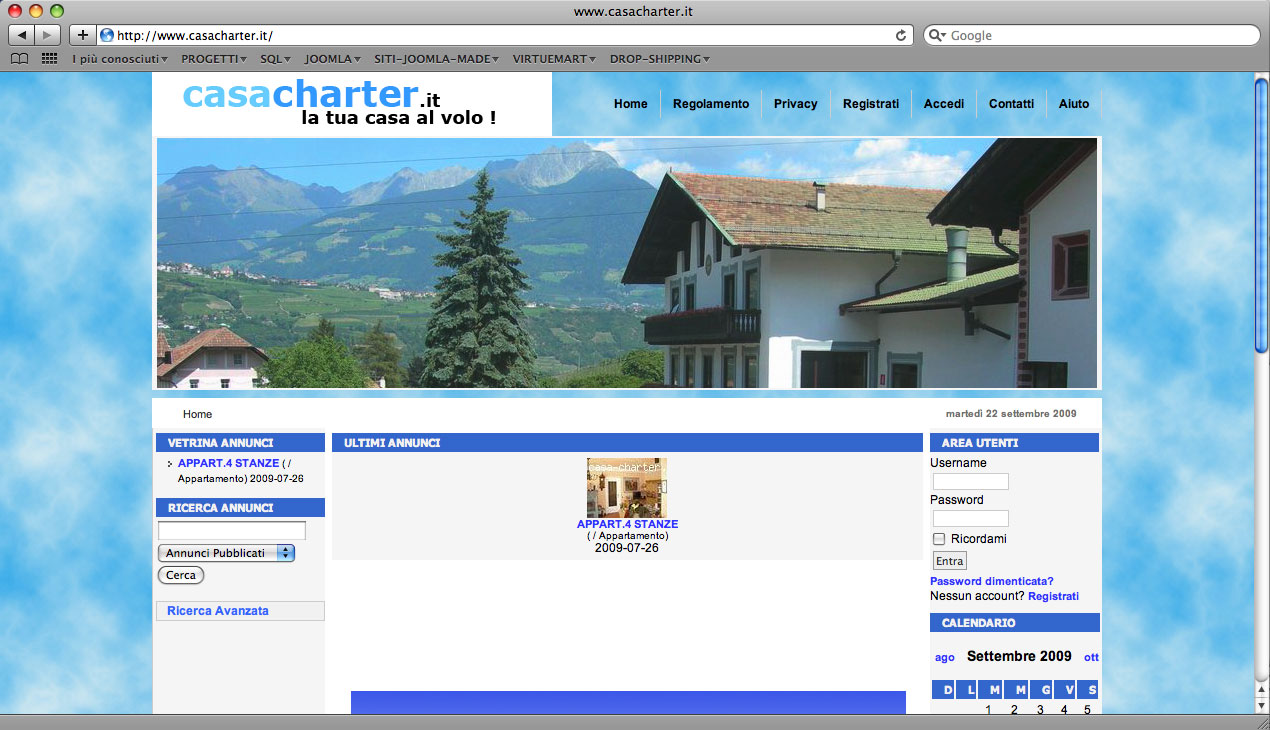 www.casacharter.it
http://www.casacharter.it/
Google
I più conosciuti PROGETTI SQL JOOMLA SITI-JOOMLA-MADE VIRTUEMART DROP-SHIPPING
casacharter.it
la tua casa al volo !
Home Regolamento Privacy Registrati Accedi Contatti Aiuto
Home
martedì 22 settembre 2009
VETRINA ANNUNCI
APPART.4 STANZE ( /
Appartamento) 2009-07-26
RICERCA ANNUNCI
Annunci Pubblicati
Cerca
Ricerca Avanzata
ULTIMI ANNUNCI
casa-charter.
APPART.4 STANZE
( / Appartamento)
2009-07-26
AREA UTENTI
Username
Password
Ricordami
Entra
Password dimenticata?
Nessun account? Registrati
CALENDARIO
ago Settembre 2009 ott
D L M M G V S
1 2 3 4 5